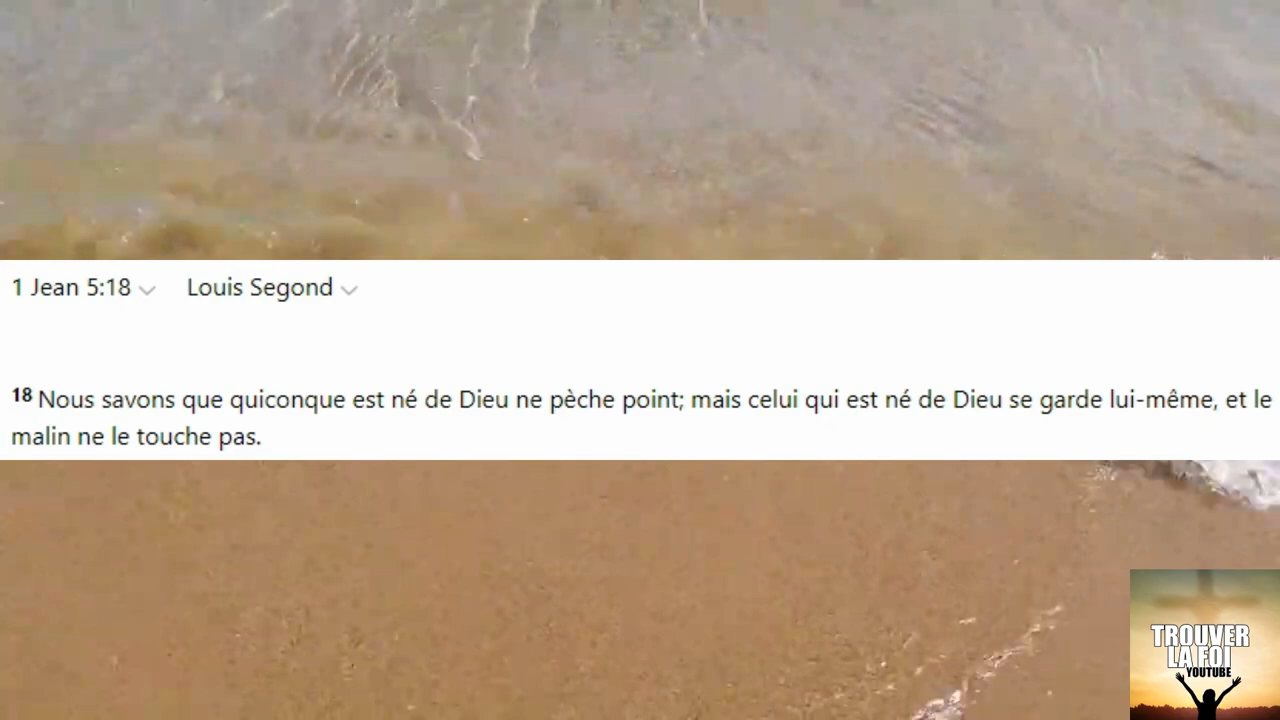 1 Jean 5:18 Louis Segond
18 Nous savons que quiconque est né de Dieu ne pèche point; mais celui qui est né de Dieu se garde lui-même, et le
malin ne le touche pas.
TROUVER
LA FOI
YOUTUBE